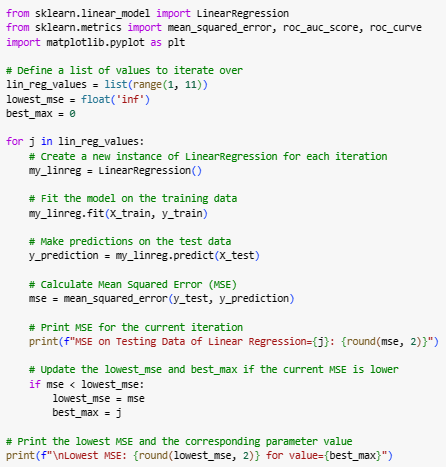 from sklearn.linear_model import LinearRegression
from sklearn.metrics import mean_squared_error, roc_auc_score, roc_curve
import matplotlib.pyplot as plt

# Define a list of values to iterate over
lin_reg_values = list(range(1, 11))
lowest_mse = float('inf')
best_max = 0

for j in lin_reg_values:
    # Create a new instance of LinearRegression for each iteration
    my_linreg = LinearRegression()

    # Fit the model on the training data
    my_linreg.fit(X_train, y_train)

    # Make predictions on the test data
    y_prediction = my_linreg.predict(X_test)

    # Calculate Mean Squared Error (MSE)
    mse = mean_squared_error(y_test, y_prediction)

    # Print MSE for the current iteration
    print(f"MSE on Testing Data of Linear Regression={j}: {round(mse, 2)}")

    # Update the lowest_mse and best_max if the current MSE is lower
    if mse < lowest_mse:
        lowest_mse = mse
        best_max = j

# Print the lowest MSE and the corresponding parameter value
print(f"\nLowest MSE: {round(lowest_mse, 2)} for value={best_max}")